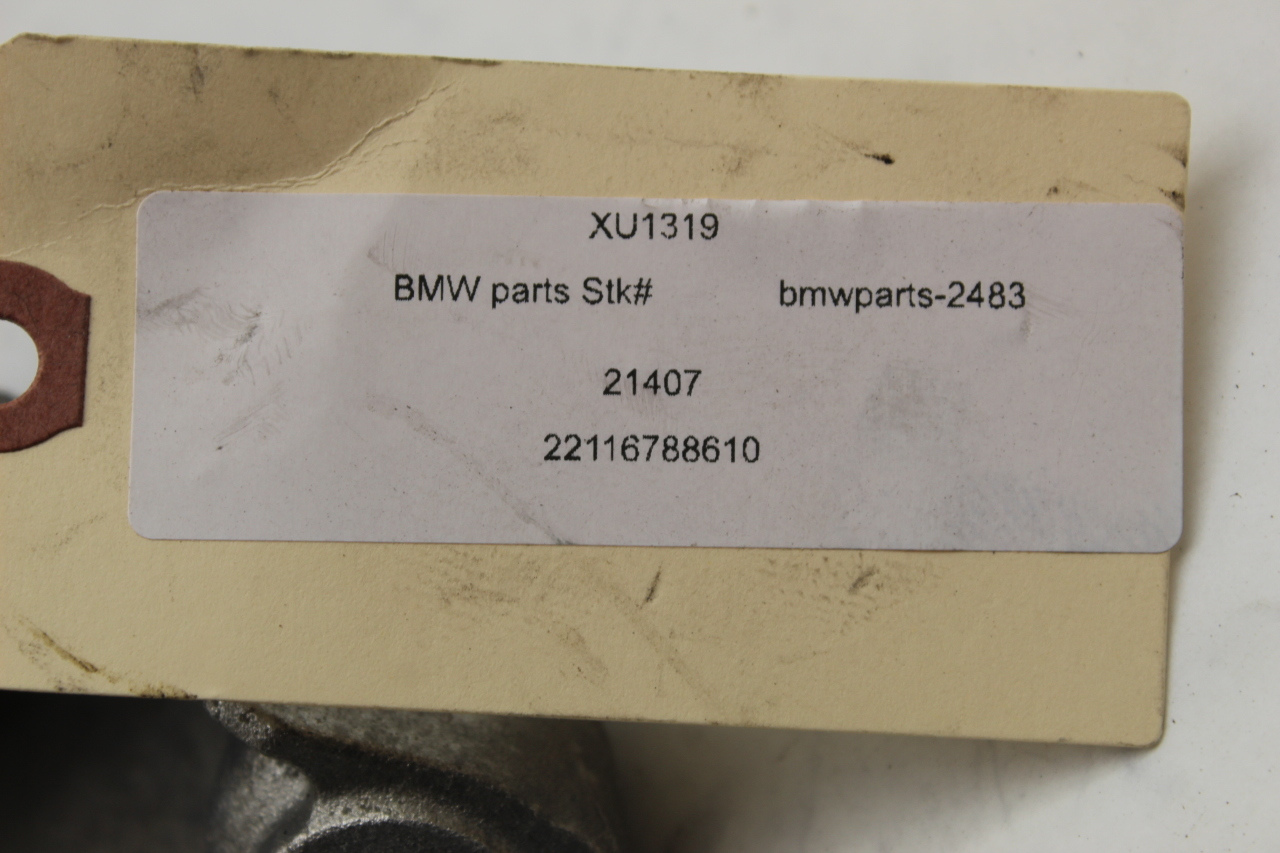 XU1319
BMW parts Stk# bmwparts-2483
21407
22116788610